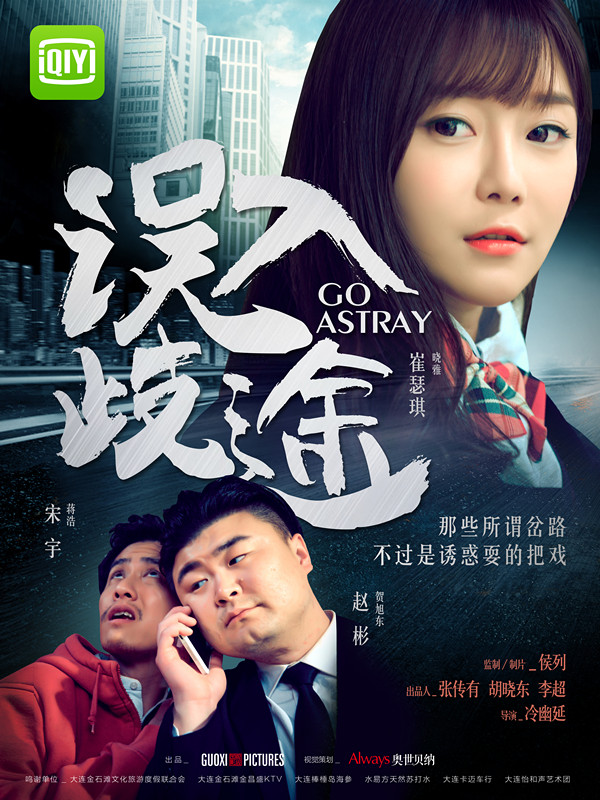 iQIYI
误入
歧途
GO
ASTRAY
晓雅
崔瑟琪
蒋浩
宋宇
那些所谓岔路
不过是诱惑耍的把戏
贺旭东
赵彬
监制/制片_侯列
出品人_张传有 胡晓东 李超
导演_冷幽延
出品_ GUOXI PICTURES 视觉策划_ Always奥世贝纳
鸣谢单位_ 大连金石滩文化旅游度假联合会 大连金石滩金昌盛KTV 大连棒棰岛海参 水易方天然苏打水 大连卡迈车行 大连怡和声艺术团